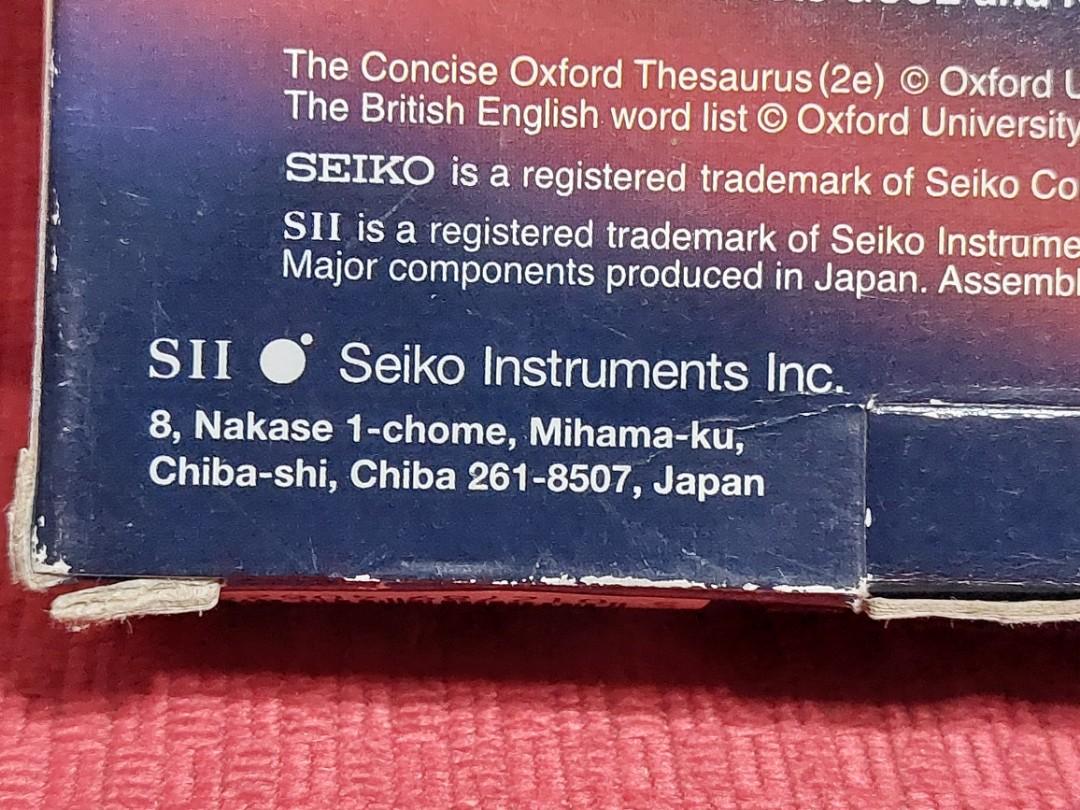 The Concise Oxford Thesaurus (2e) © Oxford
The British English word list © Oxford University
SEIKO is a registered trademark of Seiko
SII is a registered trademark of Seiko
Major components produced in Japan.
SII Seiko Instruments Inc.
8, Nakase 1-chome, Mihama-ku,
Chiba-shi, Chiba 261-8507, Japan